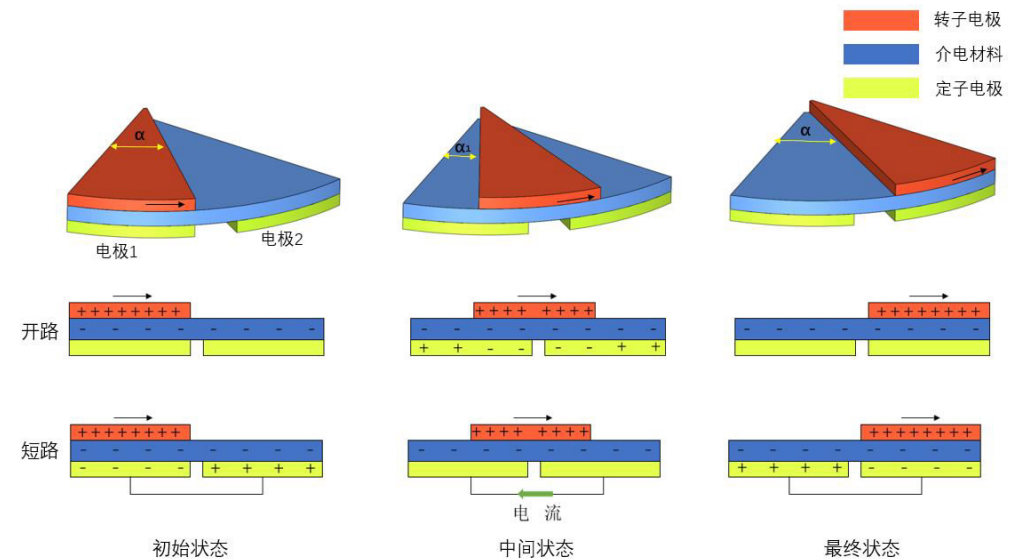 转子电极
介电材料
定子电极
α
α₁
α
电极1
电极2
开路
+ + + + + + + +
+ + + + + + + +
+ + + + + + + +
- - - - - - - -
- - - - - - - -
- - - - - - - -
+ + - - - - + +
短路
+ + + + + + + +
+ + + + + + + +
+ + + + + + + +
- - - - - - - -
- - - - - - - -
- - - - - - - -
- - - - + + + +
+ + + + - - - -
电 流
初始状态
中间状态
最终状态